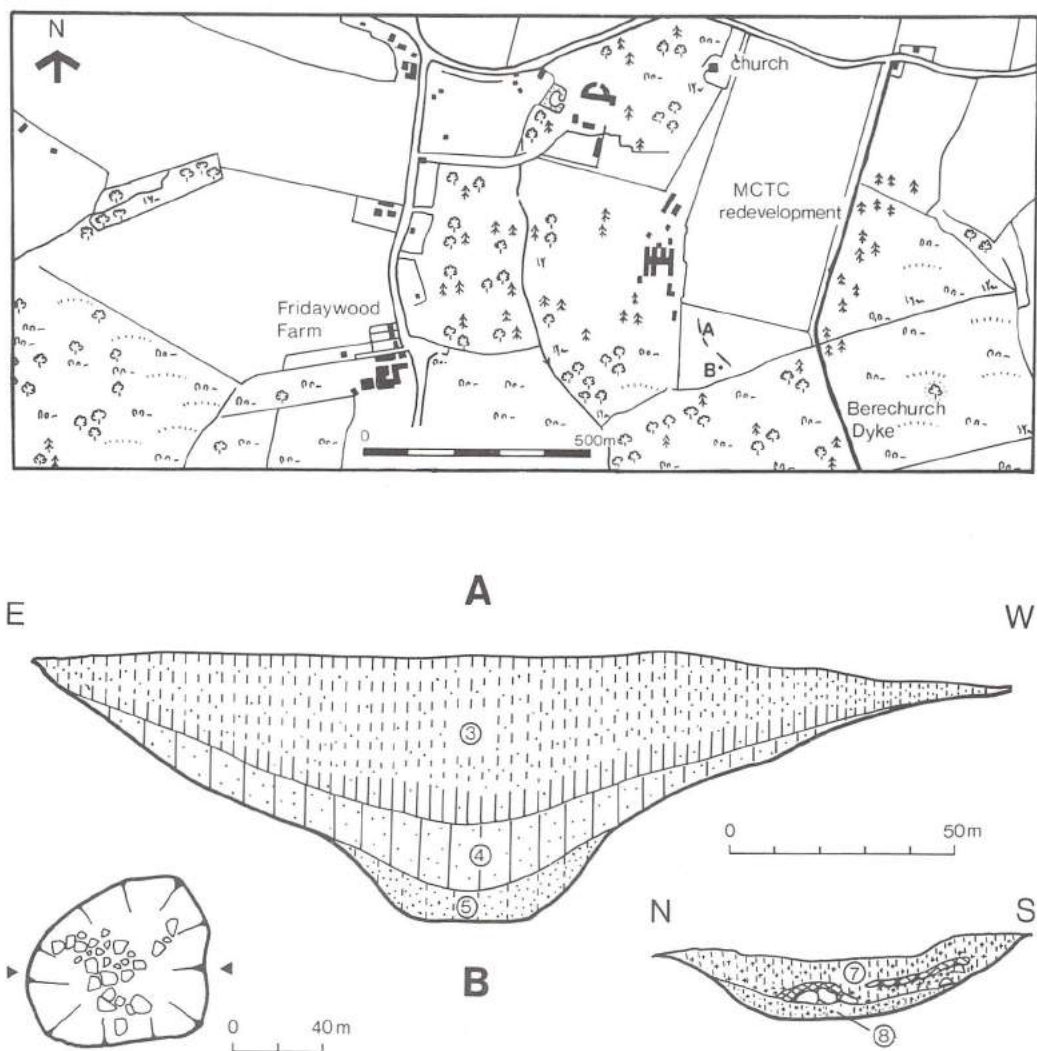 N
church
MCTC
redevelopment
Fridaywood
Farm
A
B
Berechurch
Dyke
0 500m
A
E W
3
4
5
0 50m
B
0 40m
N S
7
8